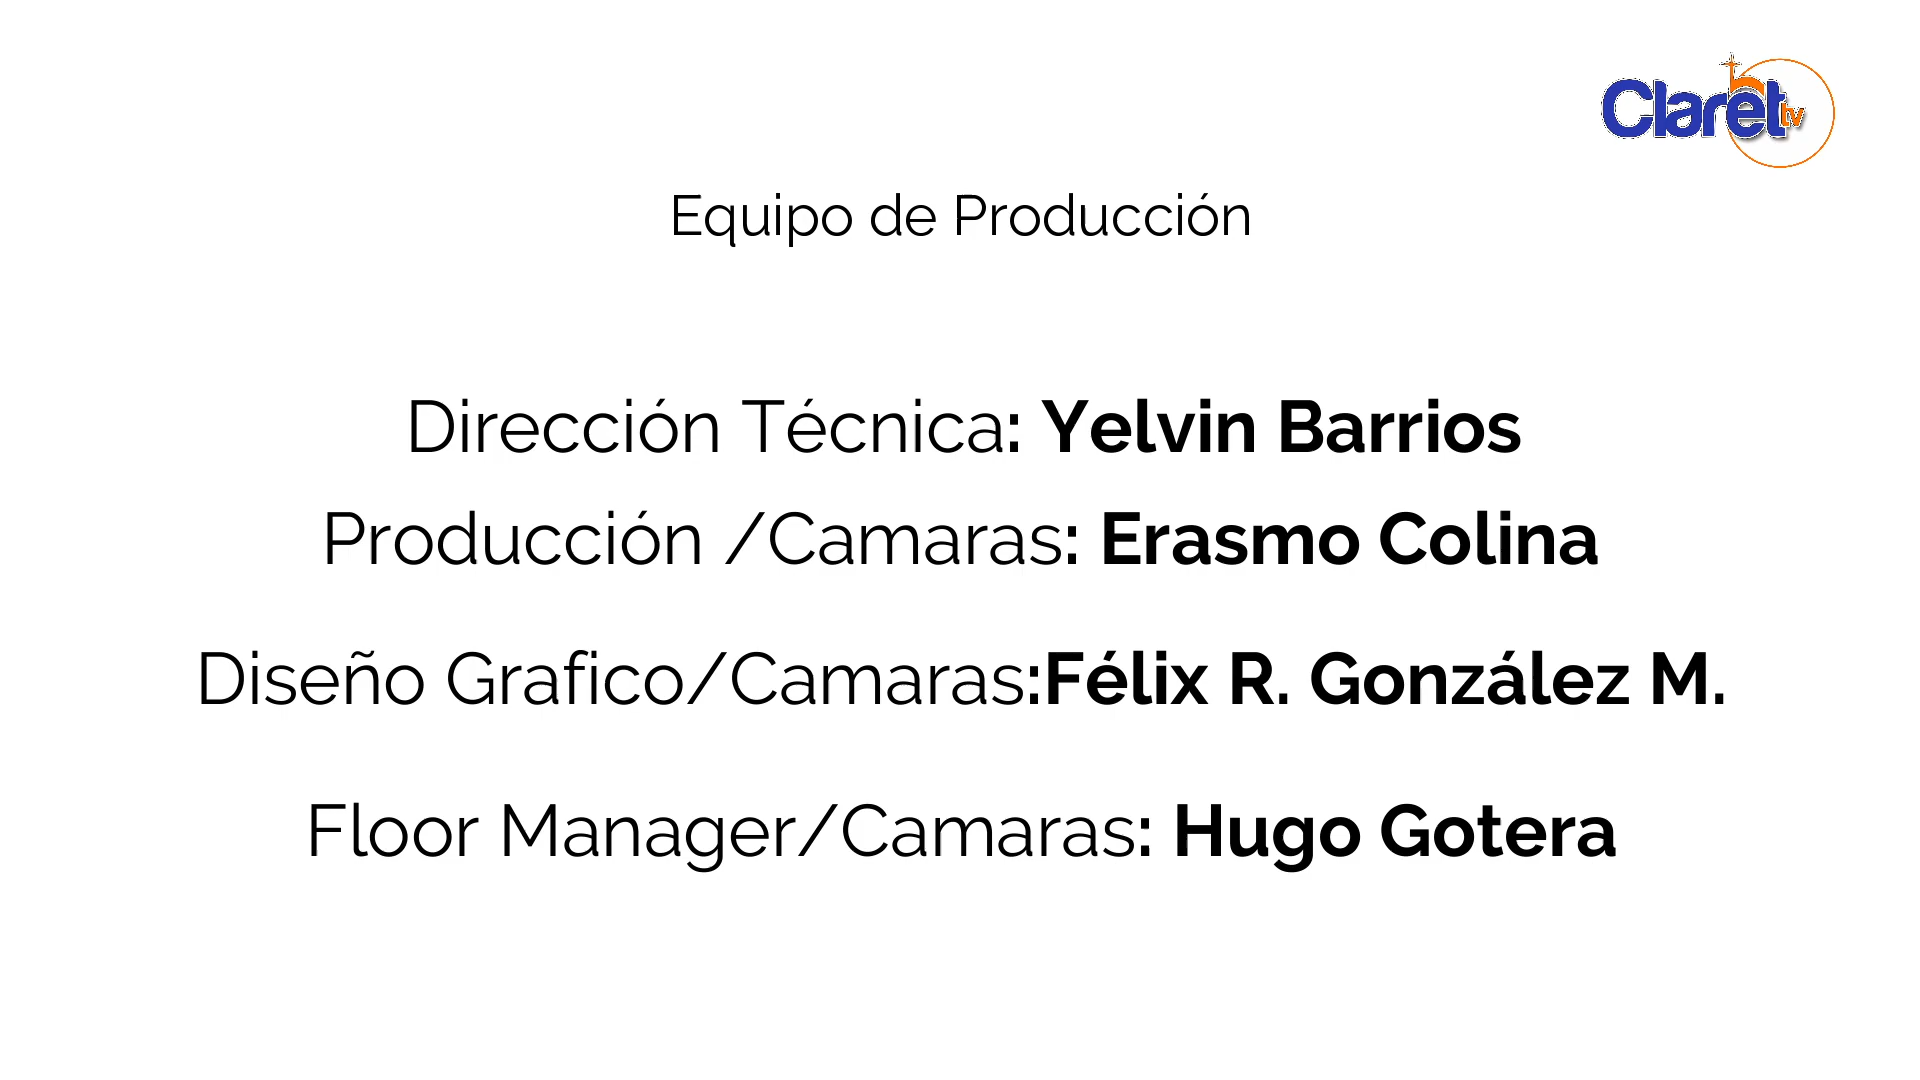 Claret tv
Equipo de Producción
Dirección Técnica: Yelvin Barrios
Producción /Camaras: Erasmo Colina
Diseño Grafico/Camaras:Félix R. González M.
Floor Manager/Camaras: Hugo Gotera